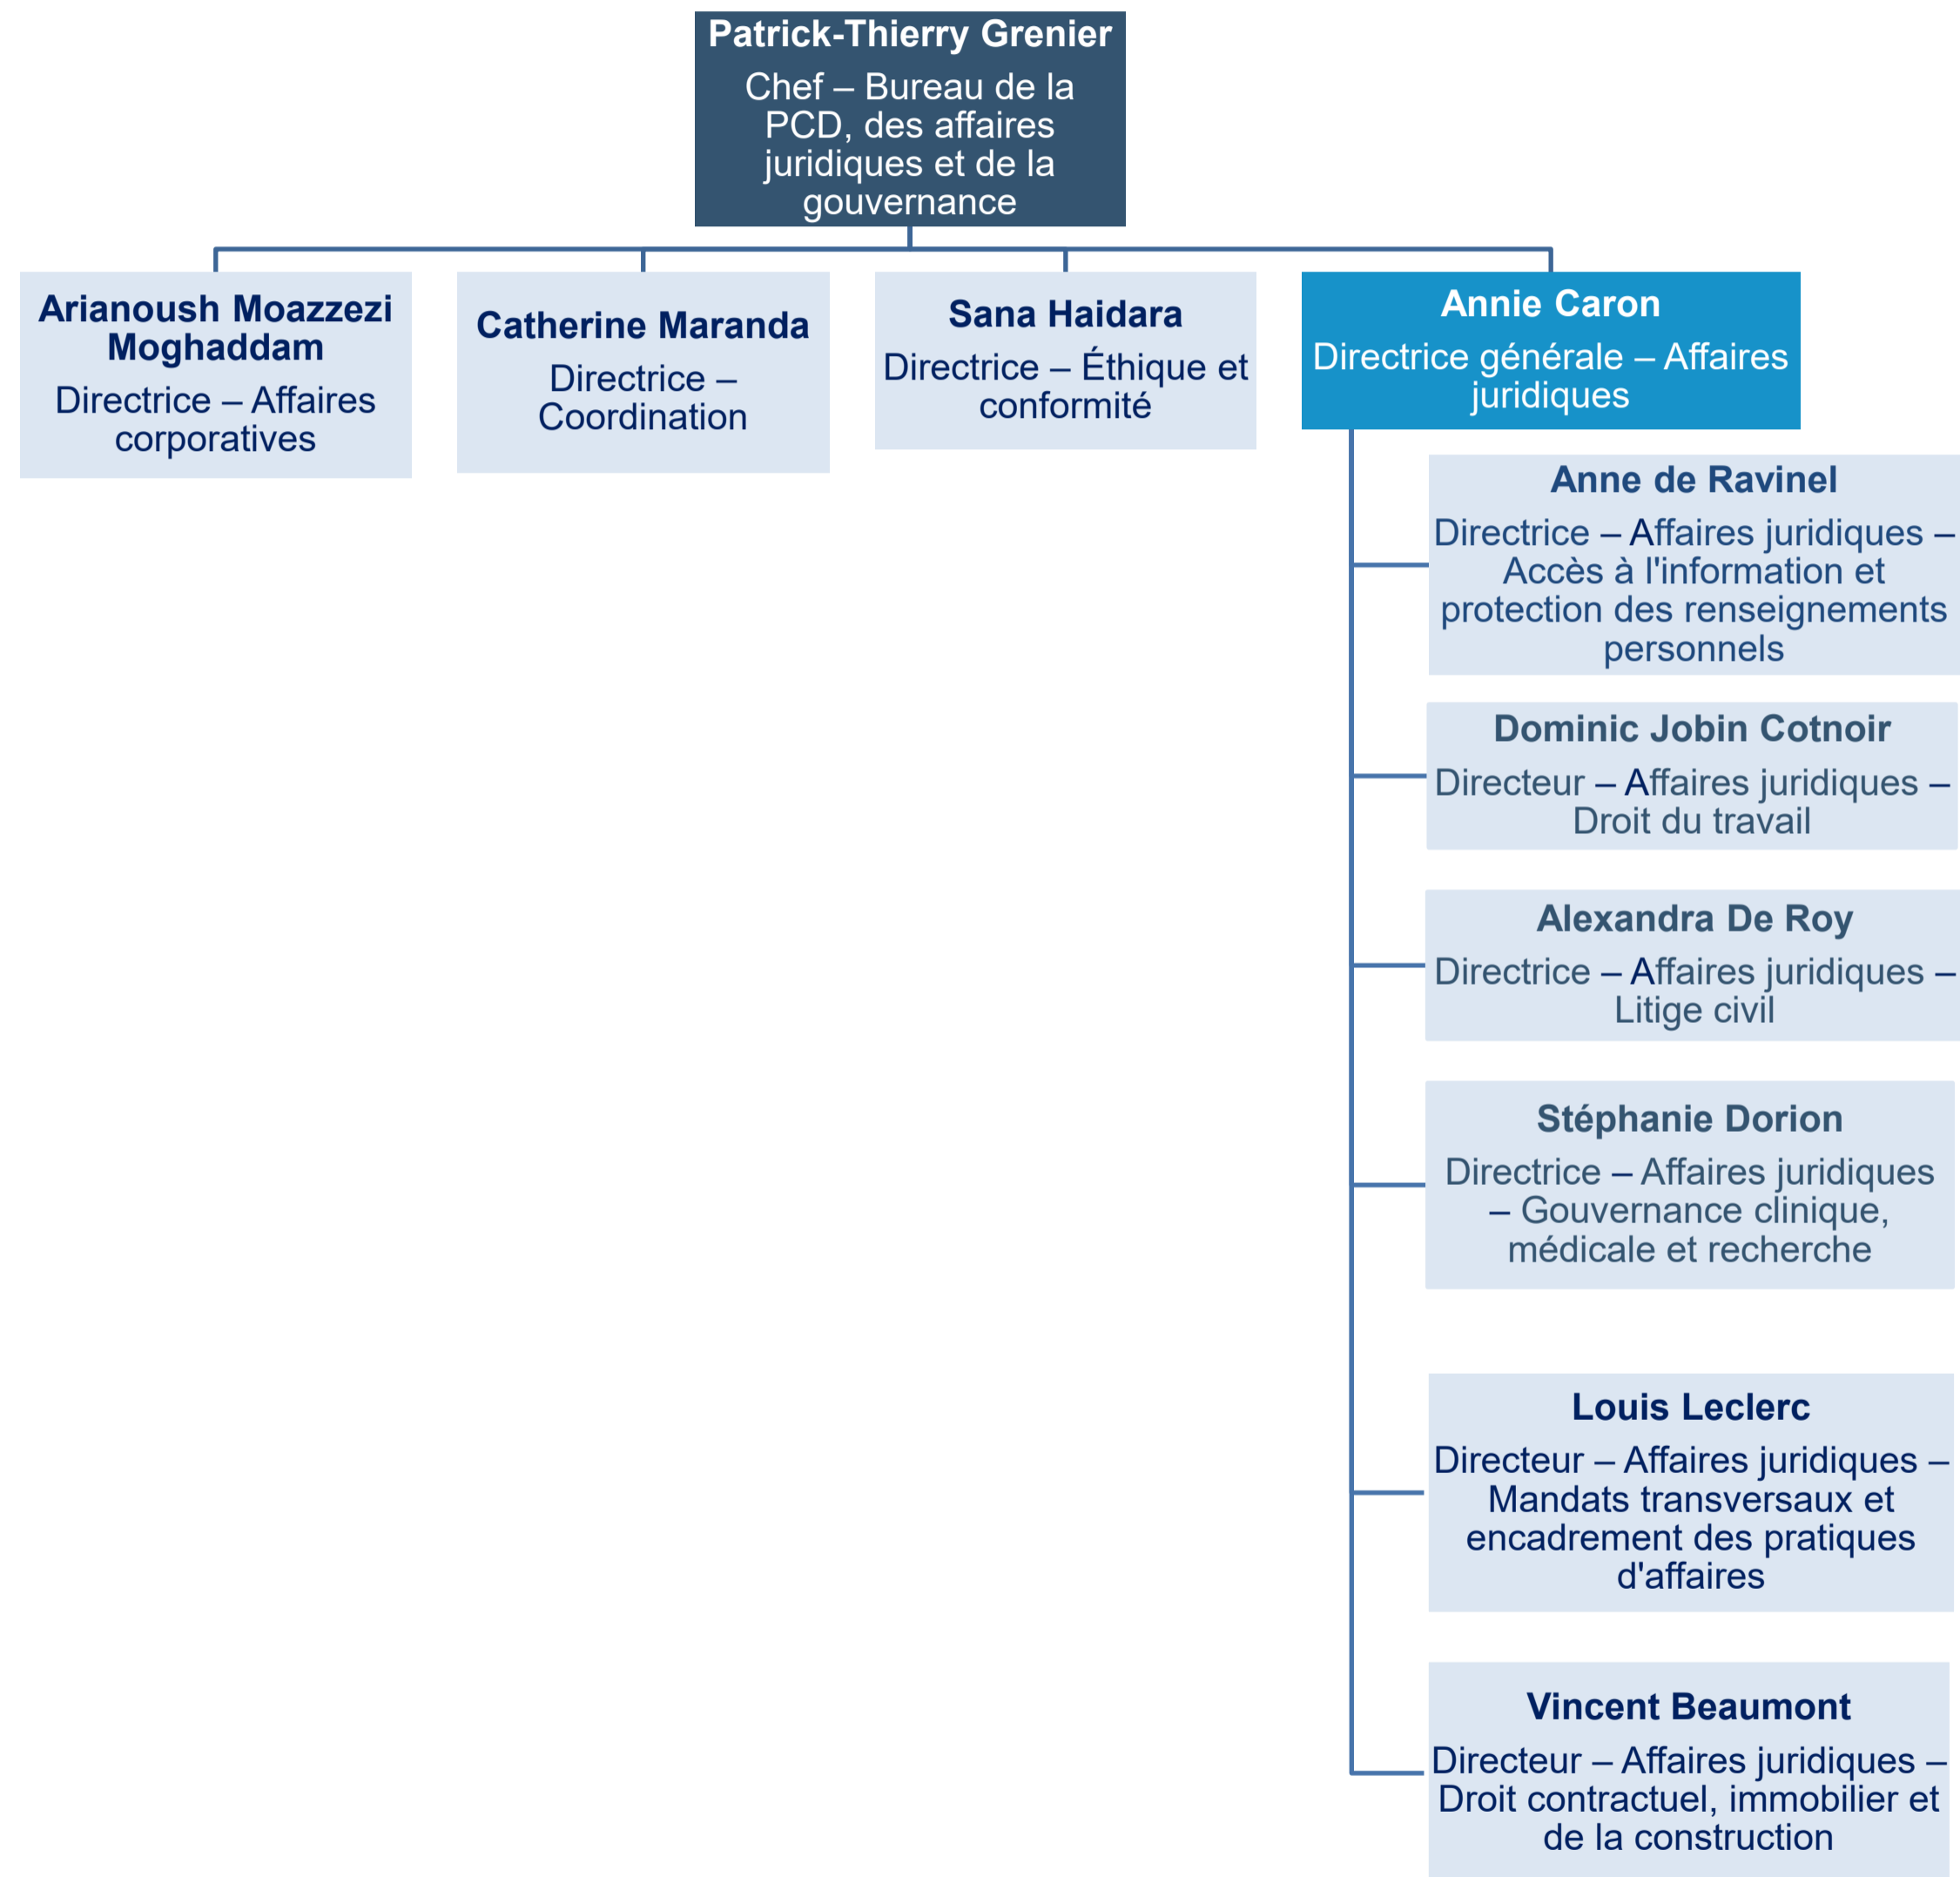 Patrick-Thierry Grenier
Chef – Bureau de la
PCD, des affaires
juridiques et de la
gouvernance
Arianoush Moazzezi
Moghaddam
Directrice – Affaires
corporatives
Catherine Maranda
Directrice –
Coordination
Sana Haidara
Directrice – Éthique et
conformité
Annie Caron
Directrice générale – Affaires
juridiques
Anne de Ravinel
Directrice – Affaires juridiques –
Accès à l'information et
protection des renseignements
personnels
Dominic Jobin Cotnoir
Directeur – Affaires juridiques –
Droit du travail
Alexandra De Roy
Directrice – Affaires juridiques –
Litige civil
Stéphanie Dorion
Directrice – Affaires juridiques
– Gouvernance clinique,
médicale et recherche
Louis Leclerc
Directeur – Affaires juridiques –
Mandats transversaux et
encadrement des pratiques
d'affaires
Vincent Beaumont
Directeur – Affaires juridiques –
Droit contractuel, immobilier et
de la construction